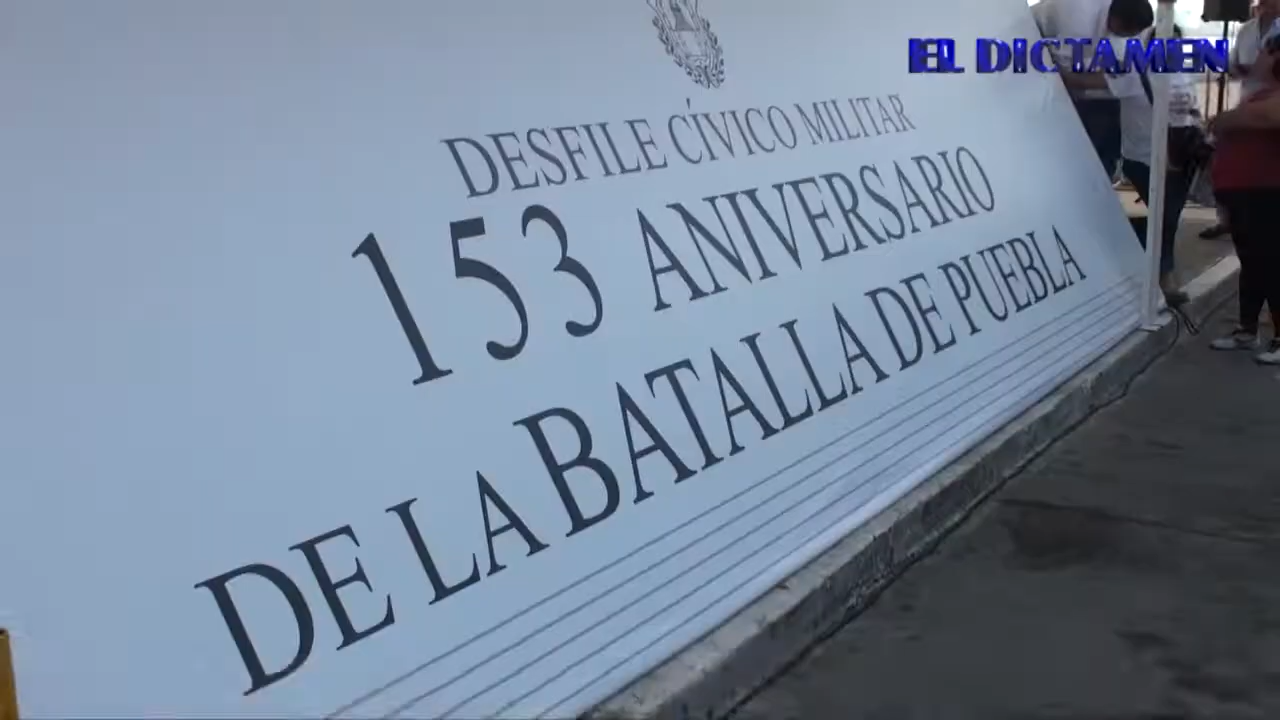 EL DICTAMEN
DESFILE CÍVICO MILITAR
153 ANIVERSARIO
DE LA BATALLA DE PUEBLA